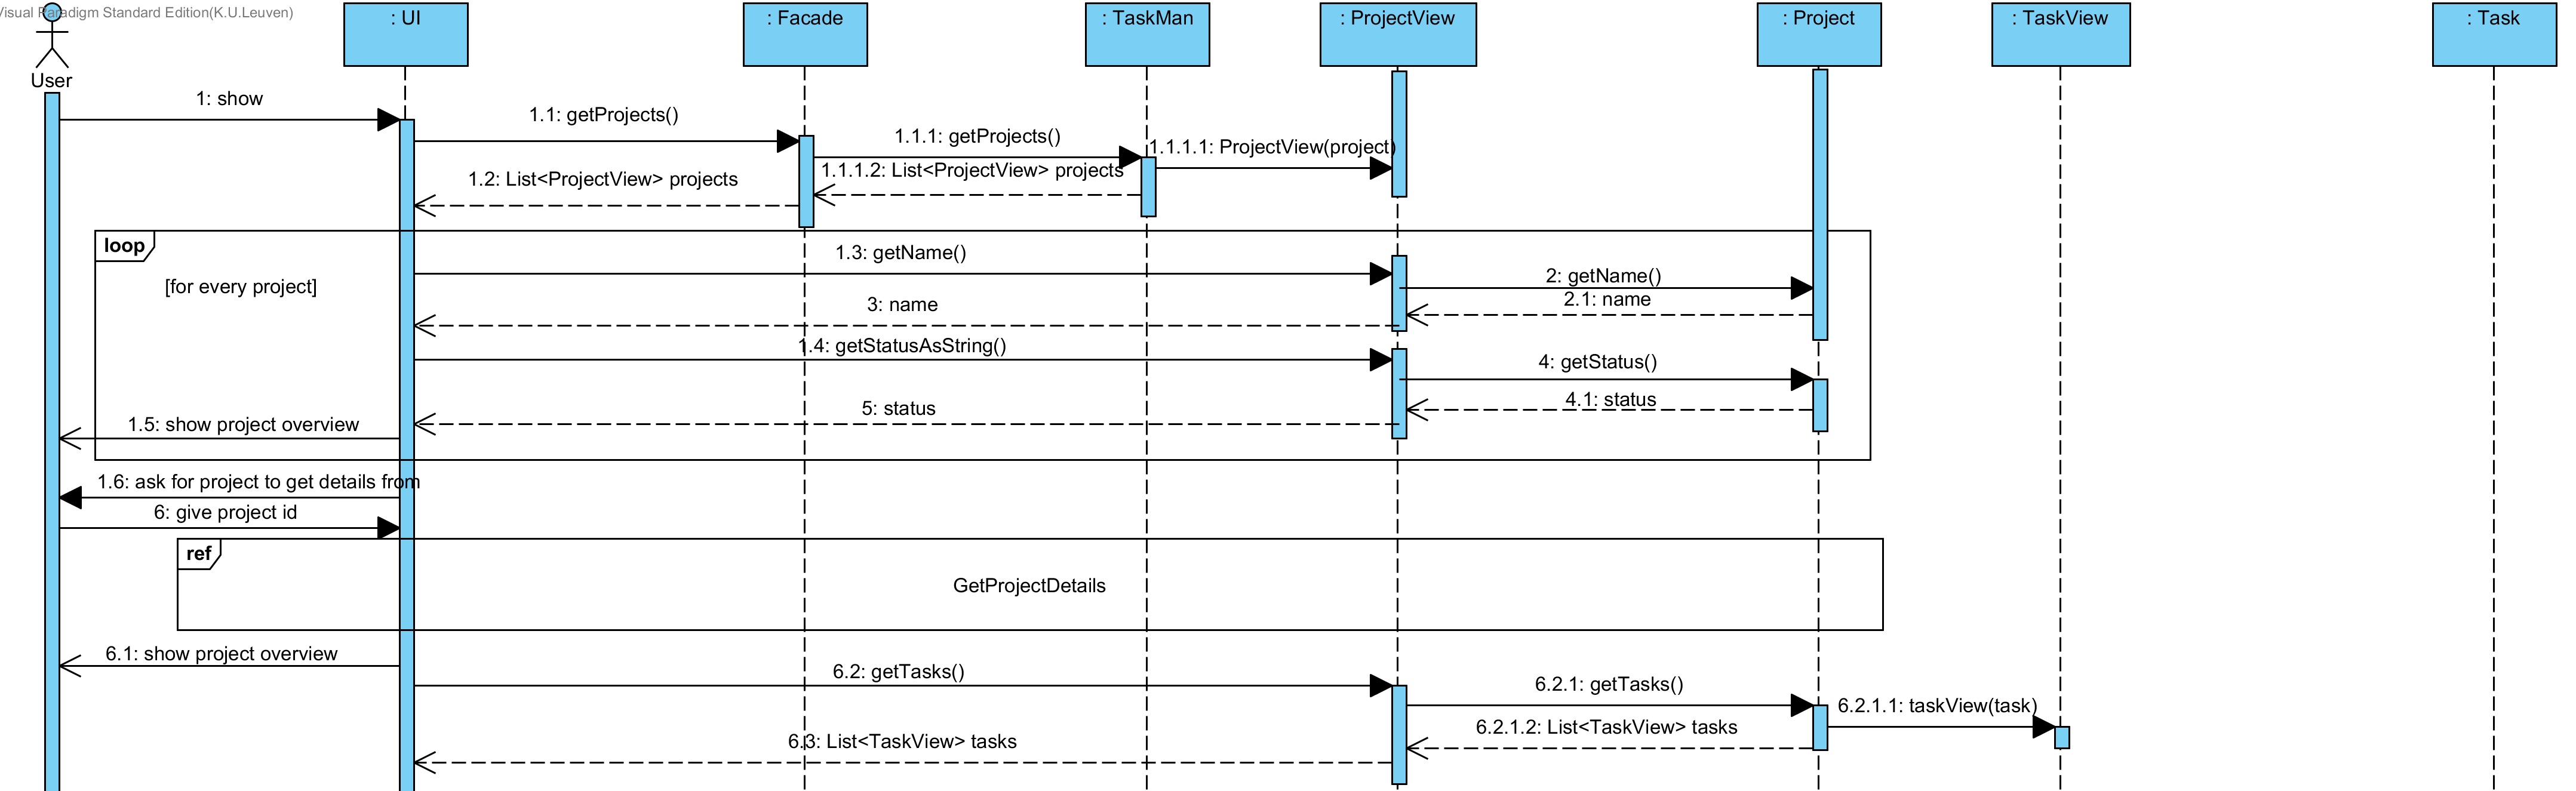 Visual Paradigm Standard Edition(K.U.Leuven)
: UI
: Facade
: TaskMan
: ProjectView
: Project
: TaskView
: Task
User
1: show
1.1: getProjects()
1.1.1: getProjects()
1.1.1.1: ProjectView(project)
1.1.1.2: List<ProjectView> projects
1.2: List<ProjectView> projects
loop
[for every project]
1.3: getName()
2: getName()
2.1: name
3: name
1.4: getStatusAsString()
4: getStatus()
4.1: status
5: status
1.5: show project overview
1.6: ask for project to get details from
6: give project id
ref
GetProjectDetails
6.1: show project overview
6.2: getTasks()
6.2.1: getTasks()
6.2.1.1: taskView(task)
6.2.1.2: List<TaskView> tasks
6.3: List<TaskView> tasks